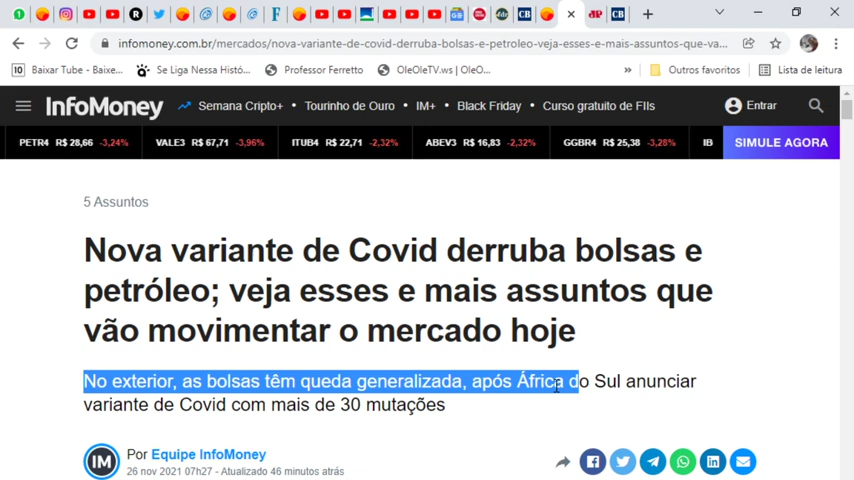 infomoney.com.br/mercados/nova-variante-de-covid-derruba-bolsas-e-petroleo-veja-esses-e-mais-assuntos-que-va...
Baixar Tube - Baixe... Se Liga Nessa Histó... Professor Ferretto OleOleTV.ws | OleO... » Outros favoritos Lista de leitura
InfoMoney Semana Cripto+ • Tourinho de Ouro • IM+ • Black Friday • Curso gratuito de FIIs Entrar
PETR4 R$ 28,66 -3,24% VALE3 R$ 67,71 -3,96% ITUB4 R$ 22,71 -2,32% ABEV3 R$ 16,83 -2,32% GGBR4 R$ 25,38 -3,28% IB SIMULE AGORA
5 Assuntos
Nova variante de Covid derruba bolsas e
petróleo; veja esses e mais assuntos que
vão movimentar o mercado hoje
No exterior, as bolsas têm queda generalizada, após África do Sul anunciar
variante de Covid com mais de 30 mutações
IM Por Equipe InfoMoney
26 nov 2021 07h27 - Atualizado 46 minutos atrás